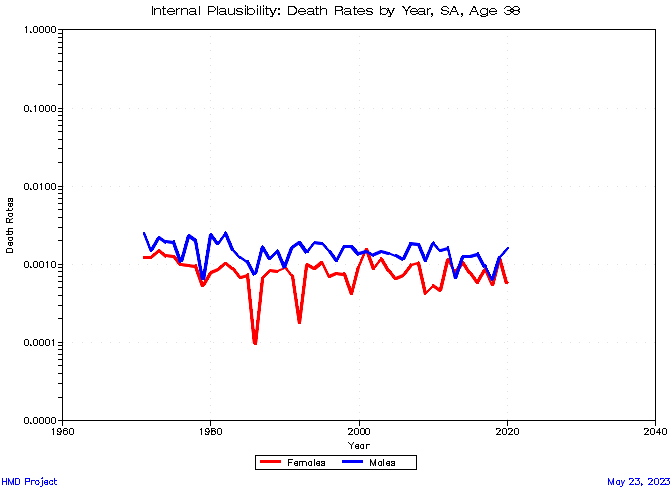 Internal Plausibility: Death Rates by Year, SA, Age 38
1.0000
0.1000
0.0100
0.0010
0.0001
0.0000
Death Rates
1960
1980
2000
2020
2040
Year
Females
Males
HMD Project
May 23, 2023